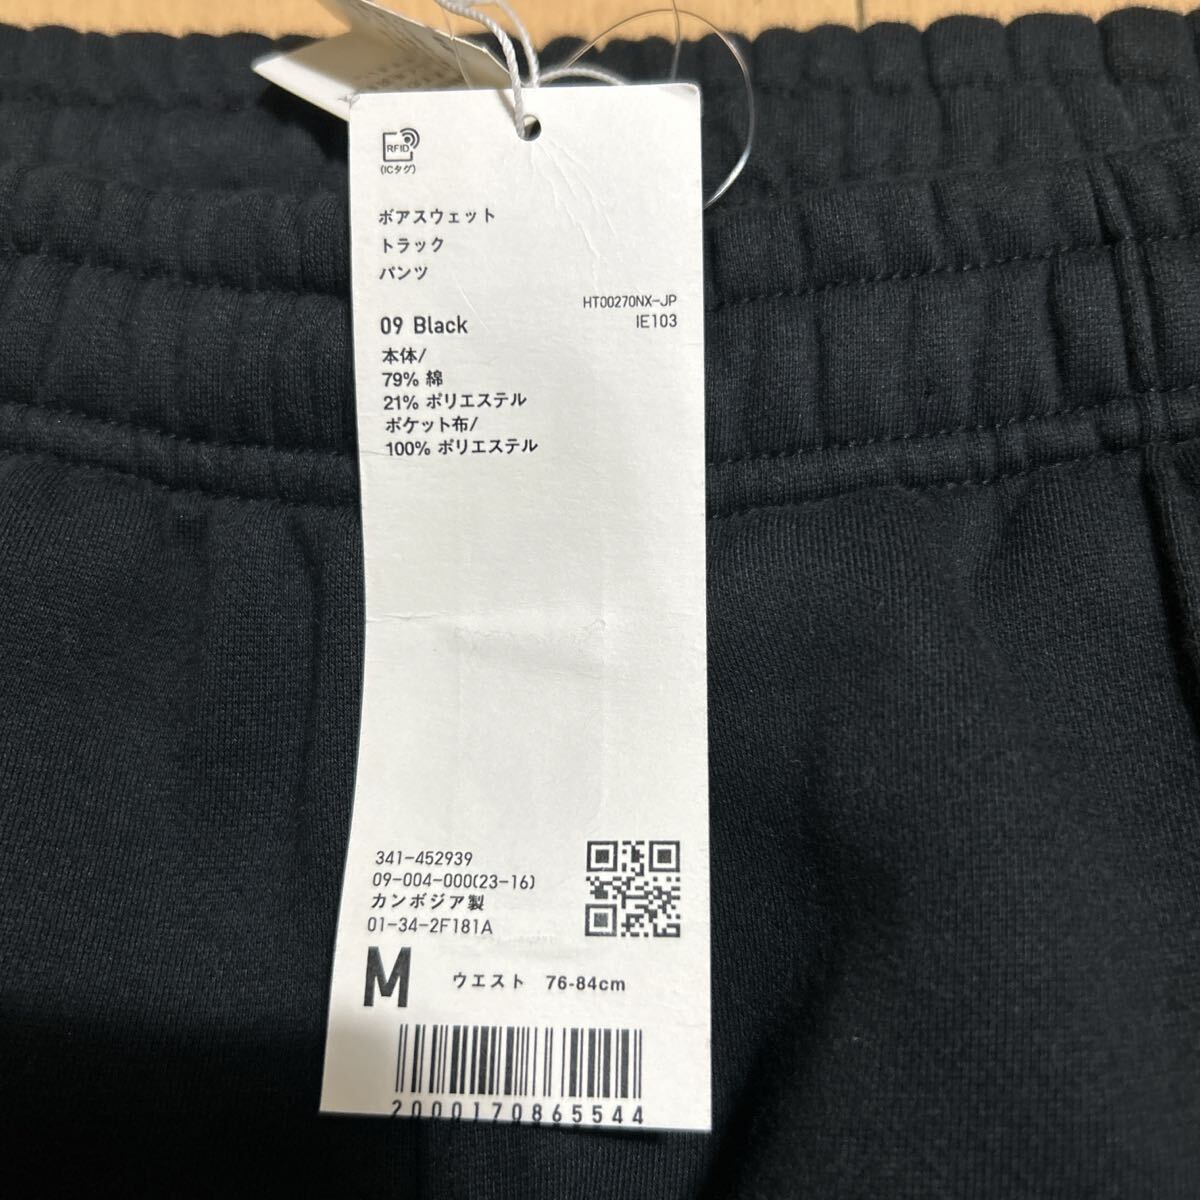 RFID
(ICタグ)
ボアスウェット
トラック
パンツ
HT00270NX-JP
09 Black
IE103
本体/
79% 綿
21% ポリエステル
ポケット布/
100% ポリエステル
341-452939
09-004-000(23-16)
カンボジア製
01-34-2F181A
M ウエスト 76-84cm
2000170865544